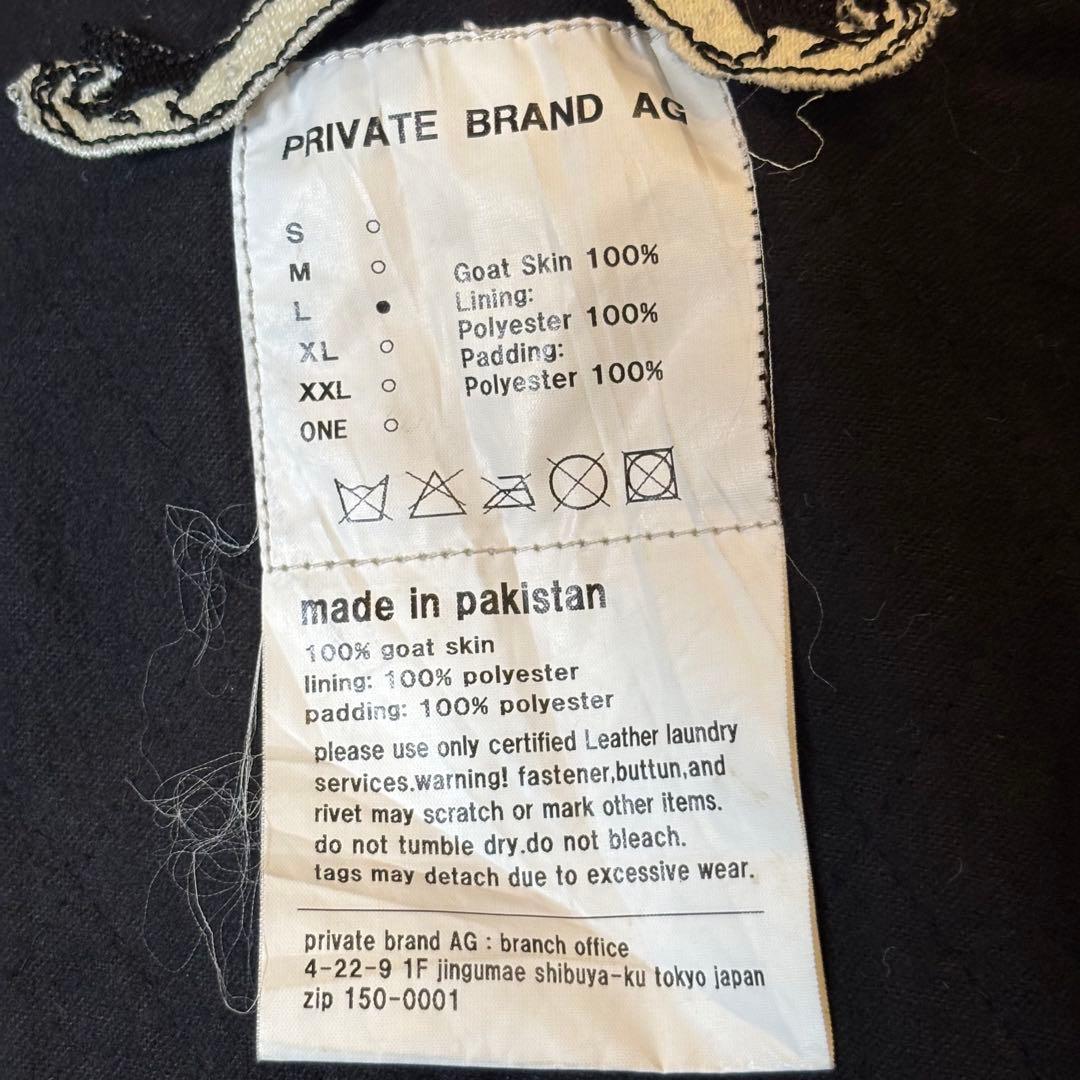 PRIVATE BRAND AG
S ○
M ○
L ●
XL ○
XXL ○
ONE ○
Goat Skin 100%
Lining:
Polyester 100%
Padding:
Polyester 100%
made in pakistan
100% goat skin
lining: 100% polyester
padding: 100% polyester
please use only certified Leather laundry
services.warning! fastener,buttun,and
rivet may scratch or mark other items.
do not tumble dry.do not bleach.
tags may detach due to excessive wear.
private brand AG : branch office
4-22-9 1F jingumae shibuya-ku tokyo japan
zip 150-0001